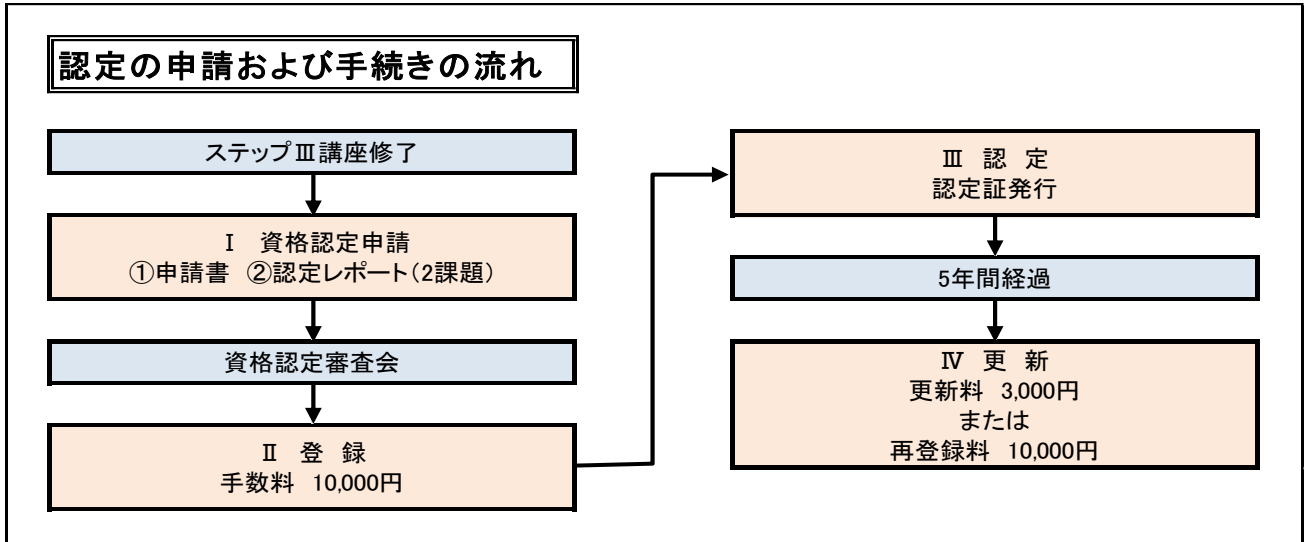 認定の申請および手続きの流れ
ステップⅢ講座修了
Ⅰ 資格認定申請
①申請書 ②認定レポート（2課題）
資格認定審査会
Ⅱ 登 録
手数料 10,000円
Ⅲ 認 定
認定証発行
5年間経過
Ⅳ 更 新
更新料 3,000円
または
再登録料 10,000円